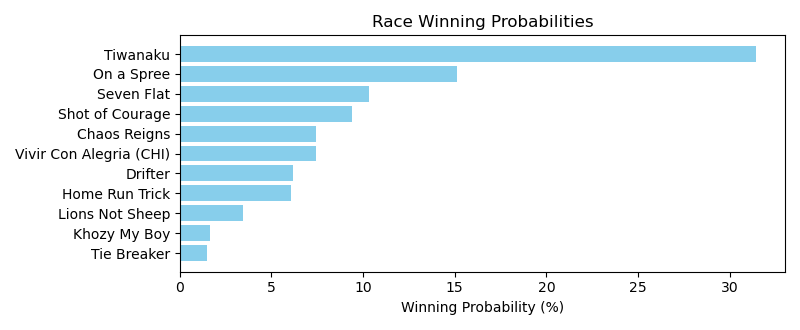 Race Winning Probabilities
Tiwanaku
On a Spree
Seven Flat
Shot of Courage
Chaos Reigns
Vivir Con Alegria (CHI)
Drifter
Home Run Trick
Lions Not Sheep
Khozy My Boy
Tie Breaker
0 5 10 15 20 25 30
Winning Probability (%)